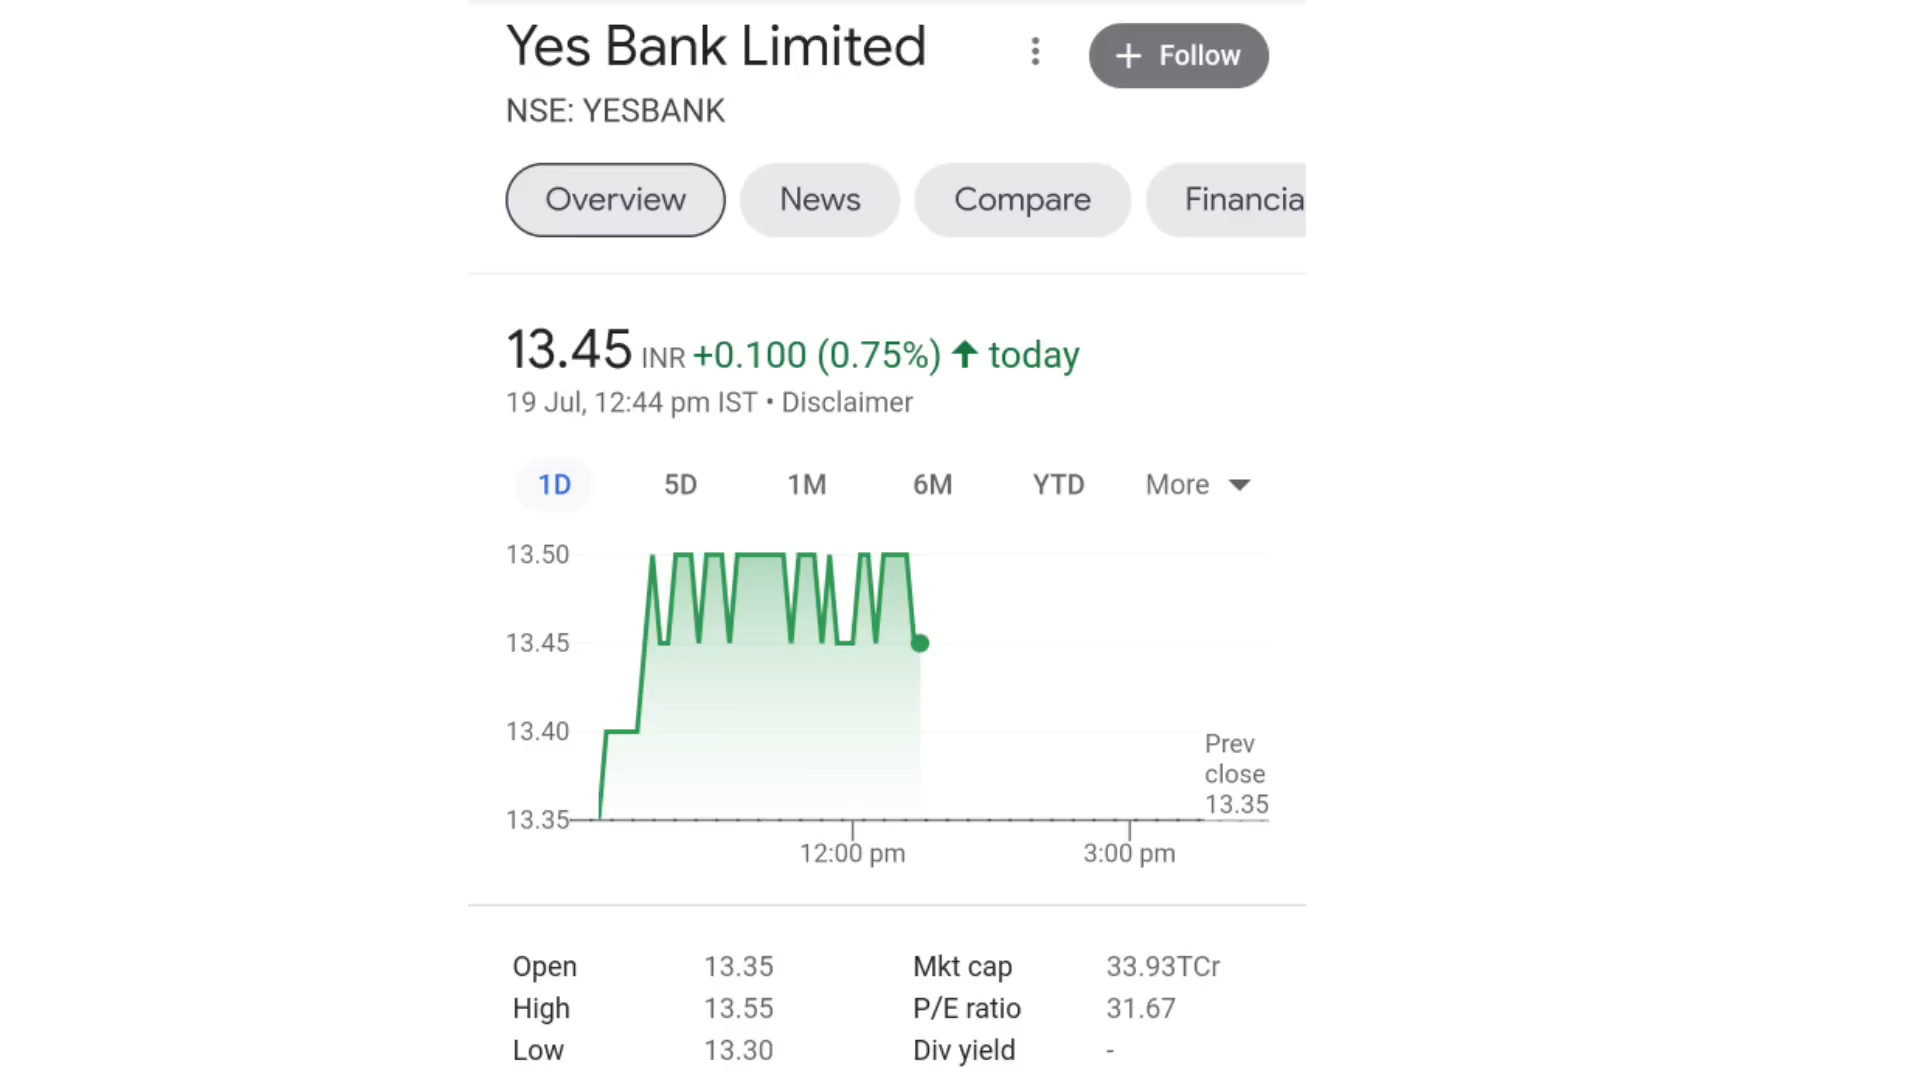 Yes Bank Limited
+ Follow
NSE: YESBANK
Overview News Compare Financia
13.45 INR +0.100 (0.75%) ↑ today
19 Jul, 12:44 pm IST • Disclaimer
1D 5D 1M 6M YTD More
13.50
13.45
13.40
13.35
Prev
close
13.35
12:00 pm 3:00 pm
Open 13.35 Mkt cap 33.93TCr
High 13.55 P/E ratio 31.67
Low 13.30 Div yield -